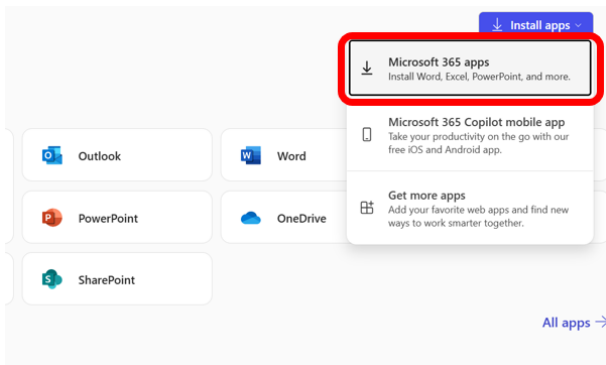 Install apps
Microsoft 365 apps
Install Word, Excel, PowerPoint, and more.
Microsoft 365 Copilot mobile app
Take your productivity on the go with our
free iOS and Android app.
Get more apps
Add your favorite web apps and find new
ways to work smarter together.
Outlook
Word
PowerPoint
OneDrive
SharePoint
All apps